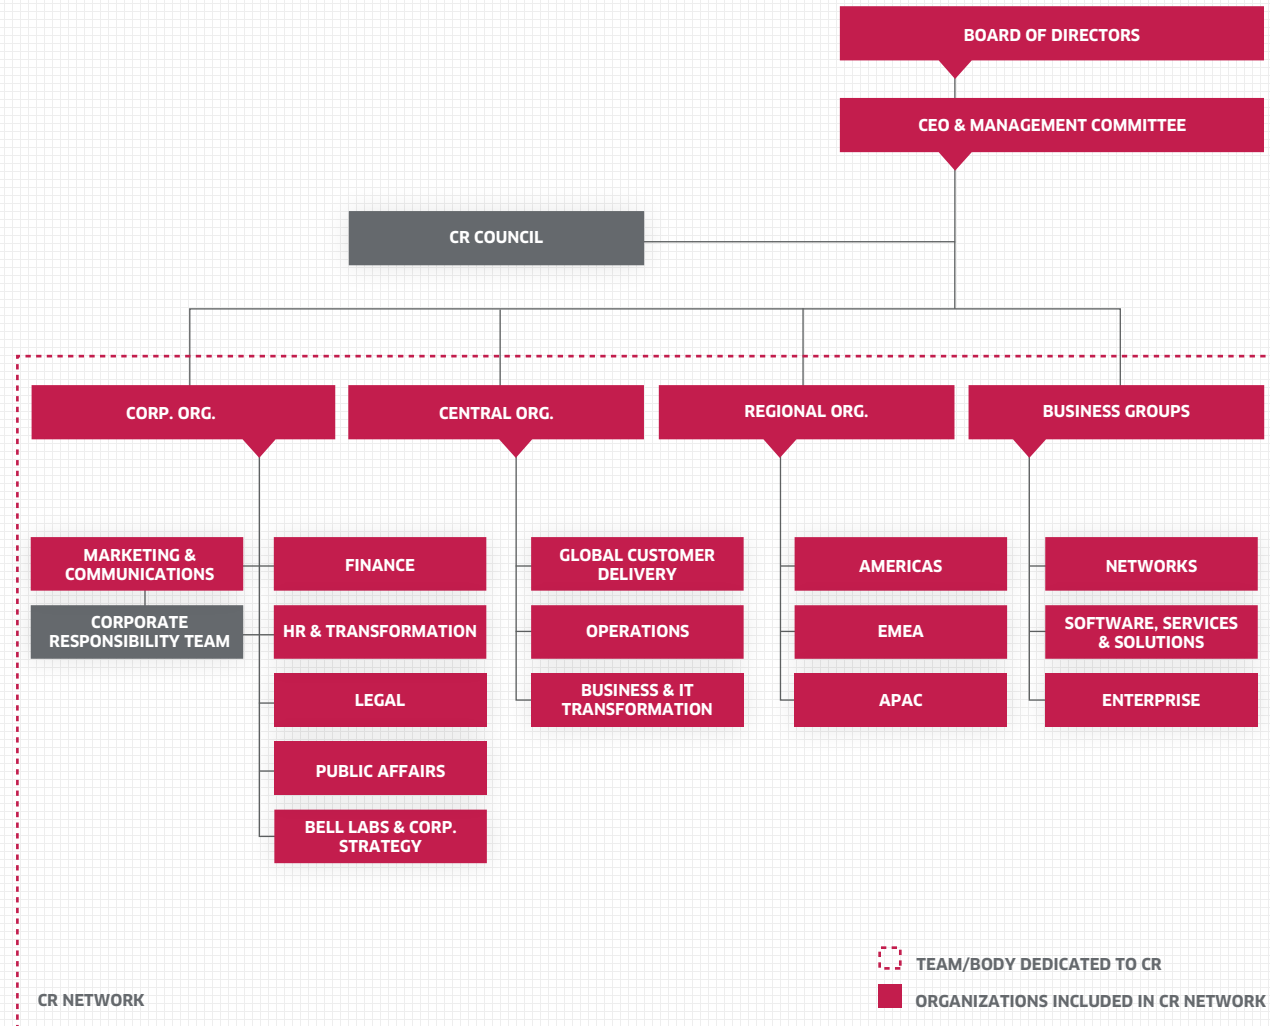 BOARD OF DIRECTORS
CEO & MANAGEMENT COMMITTEE
CR COUNCIL
CORP. ORG.
CENTRAL ORG.
REGIONAL ORG.
BUSINESS GROUPS
MARKETING &
COMMUNICATIONS
CORPORATE
RESPONSIBILITY TEAM
FINANCE
HR & TRANSFORMATION
LEGAL
PUBLIC AFFAIRS
BELL LABS & CORP.
STRATEGY
GLOBAL CUSTOMER
DELIVERY
OPERATIONS
BUSINESS & IT
TRANSFORMATION
AMERICAS
EMEA
APAC
NETWORKS
SOFTWARE, SERVICES
& SOLUTIONS
ENTERPRISE
TEAM/BODY DEDICATED TO CR
ORGANIZATIONS INCLUDED IN CR NETWORK
CR NETWORK